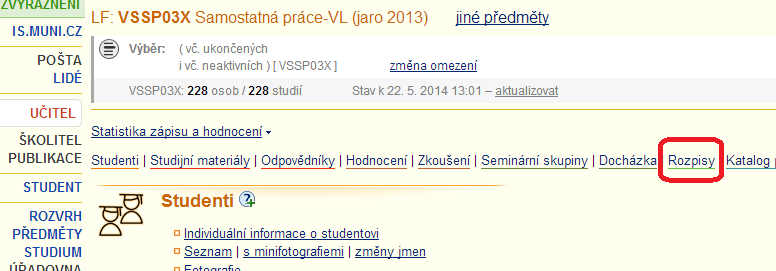 ZVÝRAZNĚNÍ
IS.MUNI.CZ
POŠTA
LIDÉ
UČITEL
ŠKOLITEL
PUBLIKACE
STUDENT
ROZVRH
PŘEDMĚTY
STUDIUM
ÚŘADOVNA
LF: VSSP03X Samostatná práce-VL (jaro 2013) jiné předměty
Výběr: ( vč. ukončených
i vč. neaktivních ) [ VSSP03X ] změna omezení
VSSP03X: 228 osob / 228 studií Stav k 22. 5. 2014 13:01 – aktualizovat
Statistika zápisu a hodnocení
Studenti | Studijní materiály | Odpovědníky | Hodnocení | Zkoušení | Seminární skupiny | Docházka Rozpisy Katalog p
Studenti
Individuální informace o studentovi
Seznam | s minifotografiemi | změny jmen
Fotografie